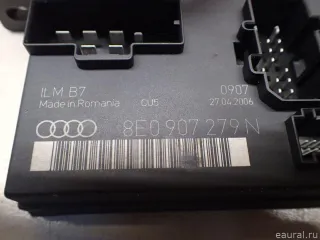 ILM B7 0907
Made in Romania CU5 27.04.2006
8E0 907 279 N
eaural.ru